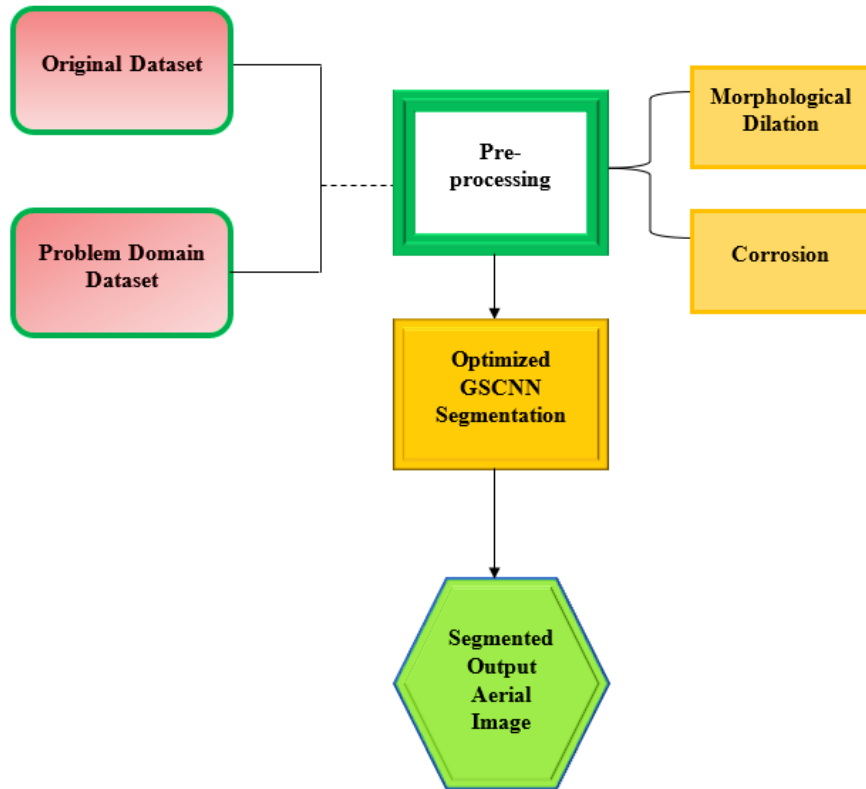 Original Dataset
Problem Domain
Dataset
Pre-
processing
Morphological
Dilation
Corrosion
Optimized
GSCNN
Segmentation
Segmented
Output
Aerial
Image